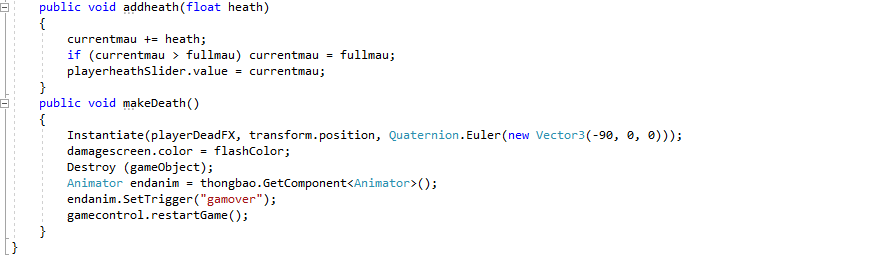 public void addheath(float heath)
{
currentmau += heath;
if (currentmau > fullmau) currentmau = fullmau;
playerheathSlider.value = currentmau;
}
public void makeDeath()
{
Instantiate(playerDeadFX, transform.position, Quaternion.Euler(new Vector3(-90, 0, 0)));
damagescreen.color = flashColor;
Destroy (gameObject);
Animator endanim = thongbao.GetComponent<Animator>();
endanim.SetTrigger("gamover");
gamecontrol.restartGame();
}
}